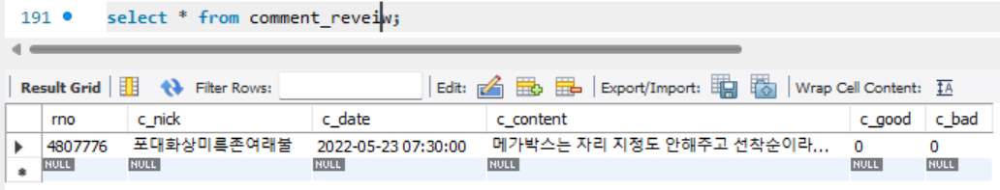 191 select * from comment_reveiw;
Result Grid Filter Rows: Edit: Export/Import: Wrap Cell Content: IA
rno c_nick c_date c_content c_good c_bad
4807776 포대화상미륵존여래불 2022-05-23 07:30:00 메가박스는 자리 지정도 안해주고 선착순이라... 0 0
NULL NULL NULL NULL NULL NULL